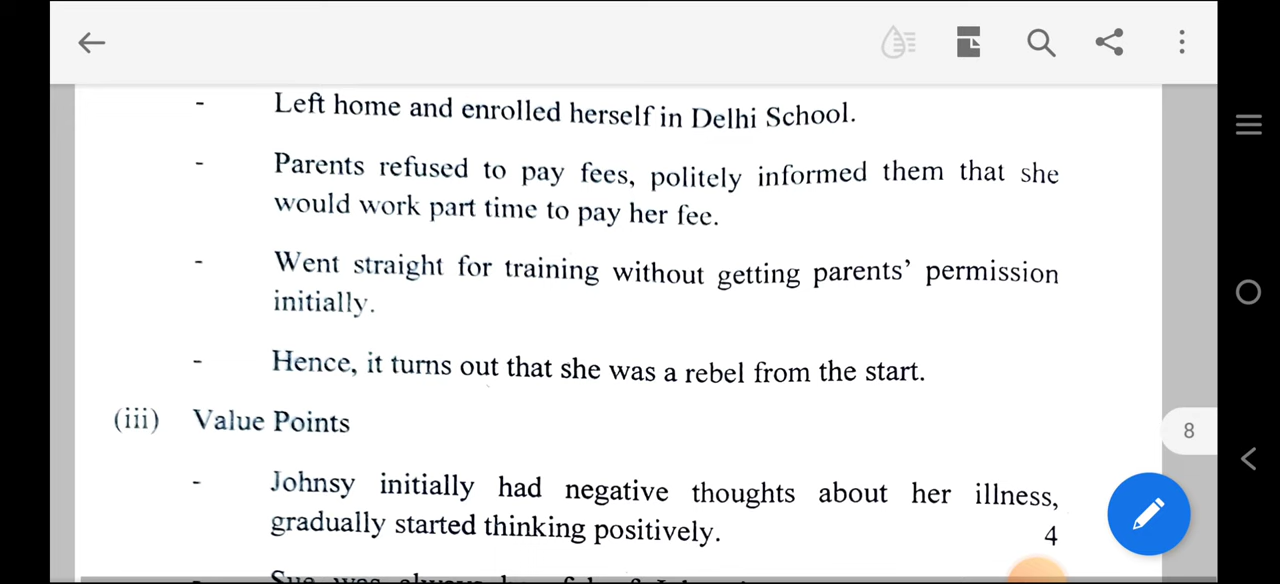 - Left home and enrolled herself in Delhi School.
- Parents refused to pay fees, politely informed them that she
would work part time to pay her fee.
- Went straight for training without getting parents' permission
initially.
- Hence, it turns out that she was a rebel from the start.
(iii) Value Points
8
- Johnsy initially had negative thoughts about her illness,
gradually started thinking positively. 4